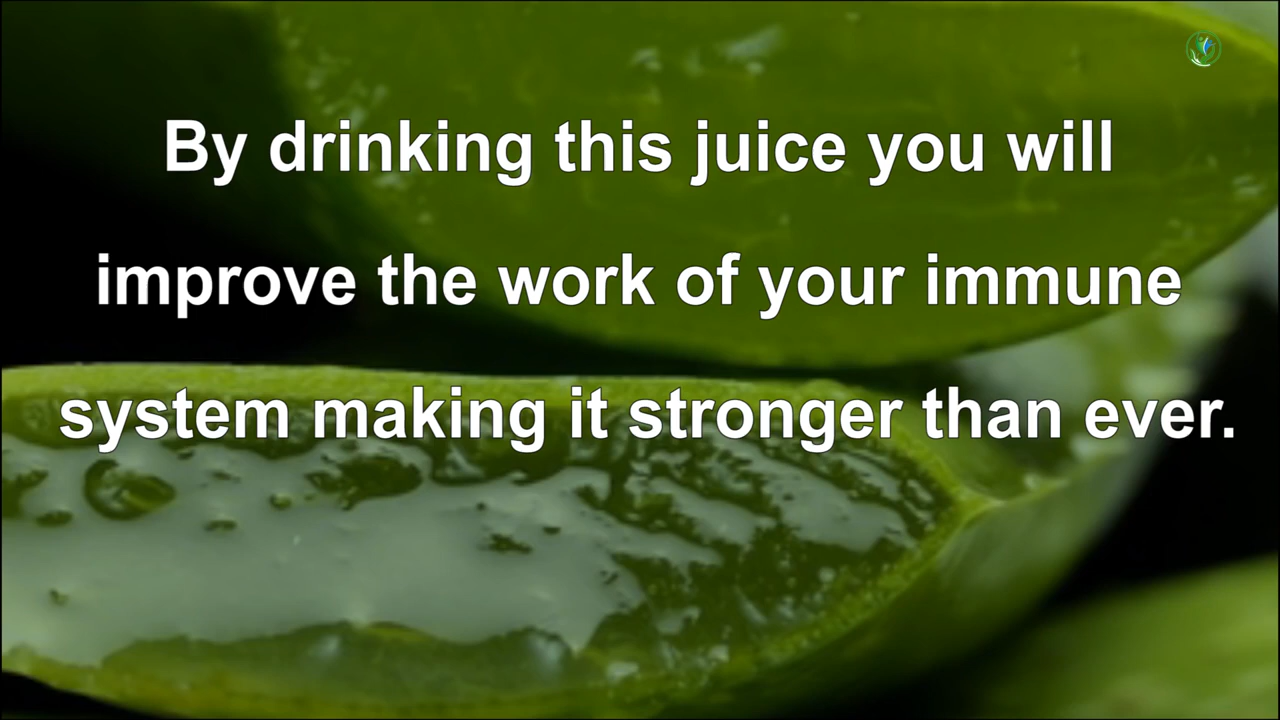 By drinking this juice you will
improve the work of your immune
system making it stronger than ever.